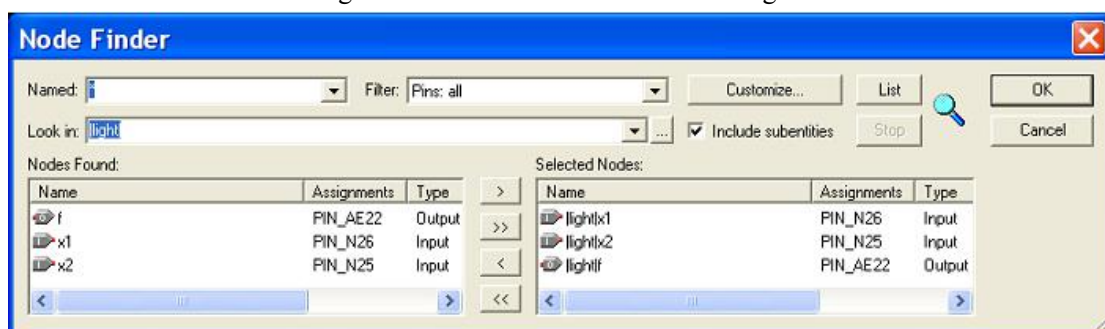 Node Finder
Named: * Filter: Pins: all Customize... List OK
Look in: |light| ... Include subentities Stop Cancel
Nodes Found: Selected Nodes:
Name Assignments Type > Name Assignments Type
f PIN_AE22 Output >> |light|x1 PIN_N26 Input
x1 PIN_N26 Input |light|x2 PIN_N25 Input
x2 PIN_N25 Input < |light|f PIN_AE22 Output
<<